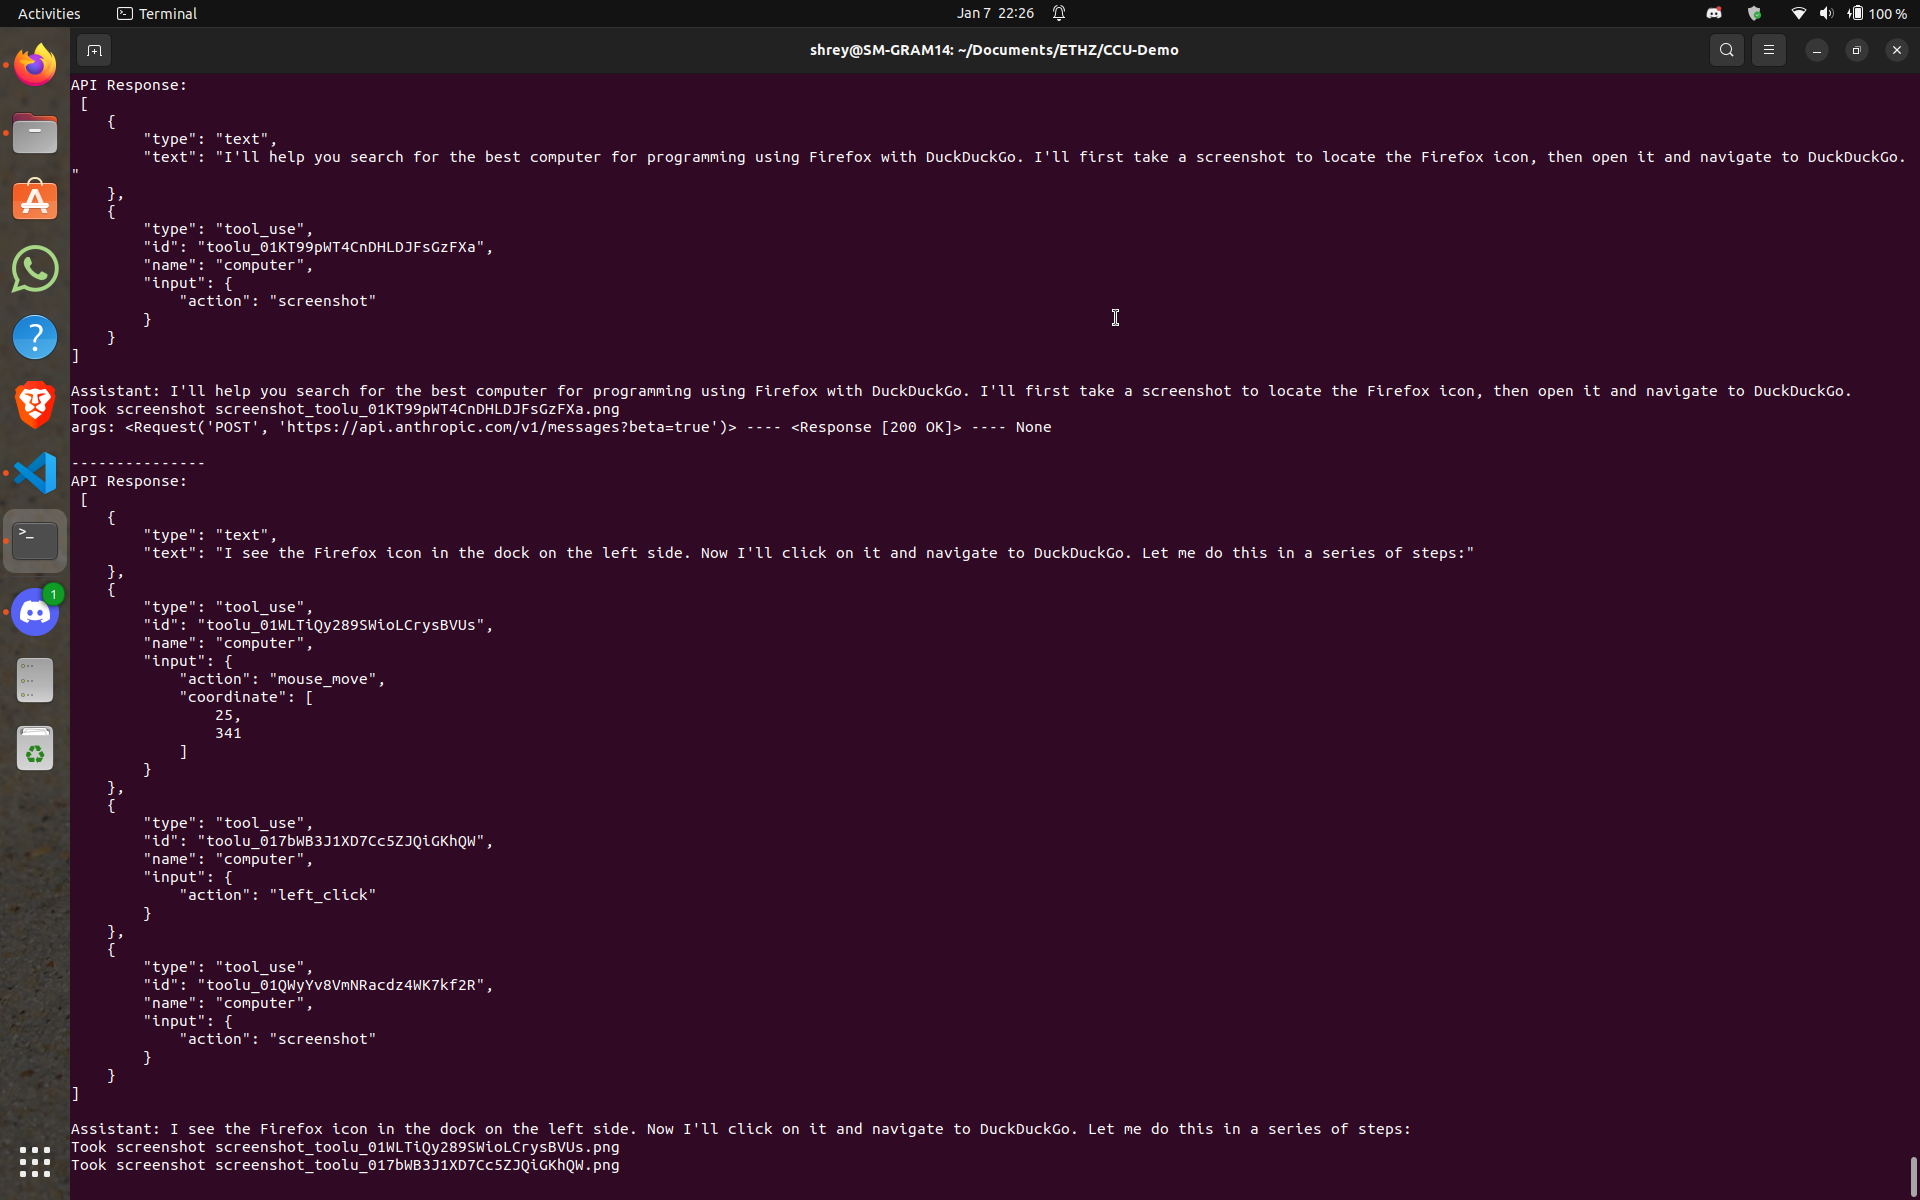 Activities
Terminal
Jan 7 22:26
100 %
shrey@SM-GRAM14: ~/Documents/ETHZ/CCU-Demo
API Response:
[
{
"type": "text",
"text": "I'll help you search for the best computer for programming using Firefox with DuckDuckGo. I'll first take a screenshot to locate the Firefox icon, then open it and navigate to DuckDuckGo.
"
},
{
"type": "tool_use",
"id": "toolu_01KT99pWT4CnDHLDJFsGzFXa",
"name": "computer",
"input": {
"action": "screenshot"
}
}
]
Assistant: I'll help you search for the best computer for programming using Firefox with DuckDuckGo. I'll first take a screenshot to locate the Firefox icon, then open it and navigate to DuckDuckGo.
Took screenshot screenshot_toolu_01KT99pWT4CnDHLDJFsGzFXa.png
args: <Request('POST', 'https://api.anthropic.com/v1/messages?beta=true')> ---- <Response [200 OK]> ---- None
---------------
API Response:
[
{
"type": "text",
"text": "I see the Firefox icon in the dock on the left side. Now I'll click on it and navigate to DuckDuckGo. Let me do this in a series of steps:"
},
{
"type": "tool_use",
"id": "toolu_01WLTiQy289SWioLCrysBVUs",
"name": "computer",
"input": {
"action": "mouse_move",
"coordinate": [
25,
341
]
}
},
{
"type": "tool_use",
"id": "toolu_017bWB3J1XD7Cc5ZJQiGKhQW",
"name": "computer",
"input": {
"action": "left_click"
}
},
{
"type": "tool_use",
"id": "toolu_01QWyYv8VmNRacdz4WK7kf2R",
"name": "computer",
"input": {
"action": "screenshot"
}
}
]
Assistant: I see the Firefox icon in the dock on the left side. Now I'll click on it and navigate to DuckDuckGo. Let me do this in a series of steps:
Took screenshot screenshot_toolu_01WLTiQy289SWioLCrysBVUs.png
Took screenshot screenshot_toolu_017bWB3J1XD7Cc5ZJQiGKhQW.png
?
>_
1